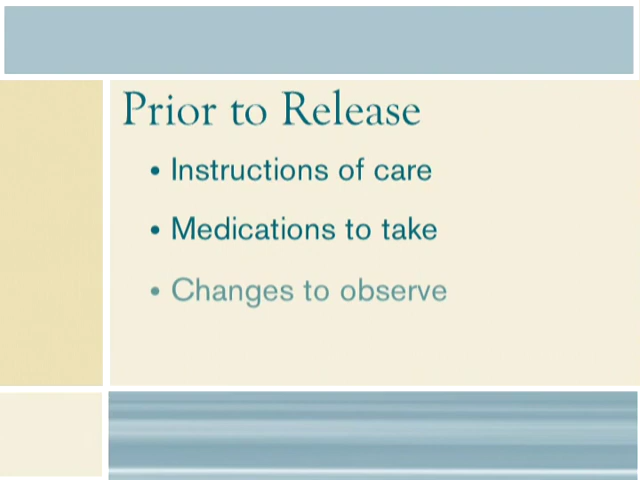 Prior to Release
• Instructions of care
• Medications to take
• Changes to observe